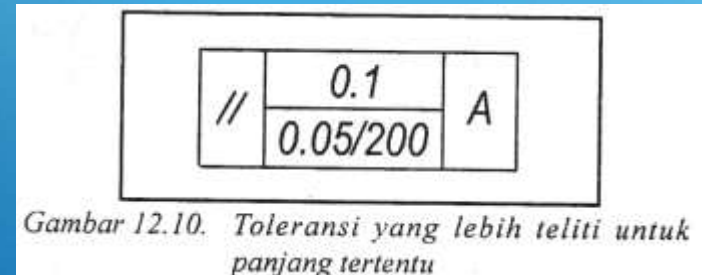 // 0.1 A
0.05/200
Gambar 12.10. Toleransi yang lebih teliti untuk
panjang tertentu